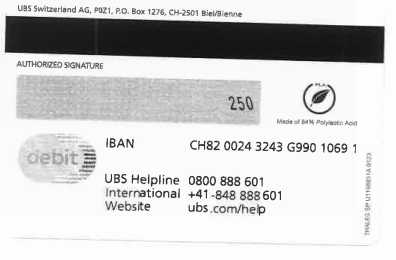 UBS Switzerland AG, P9Z1, P.O. Box 1276, CH-2501 Biel/Bienne
AUTHORIZED SIGNATURE
250
PLA
Made of 84% Polylactic Acid
debit
IBAN CH82 0024 3243 G990 1069 1
UBS Helpline 0800 888 601
International +41-848 888 601
Website ubs.com/help